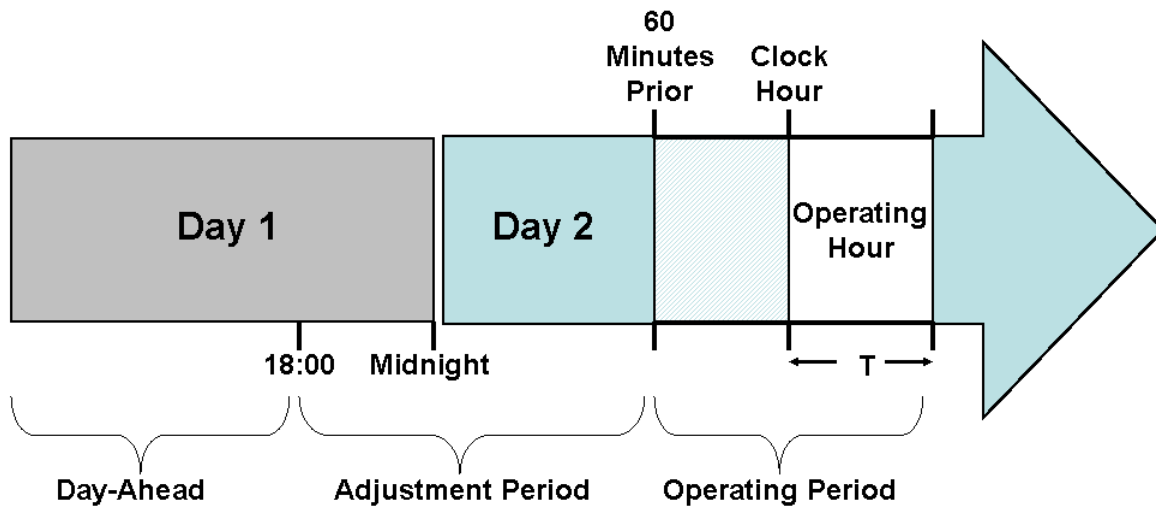 60
Minutes
Prior
Clock
Hour
Day 1
Day 2
Operating
Hour
18:00
Midnight
T
Day-Ahead
Adjustment Period
Operating Period